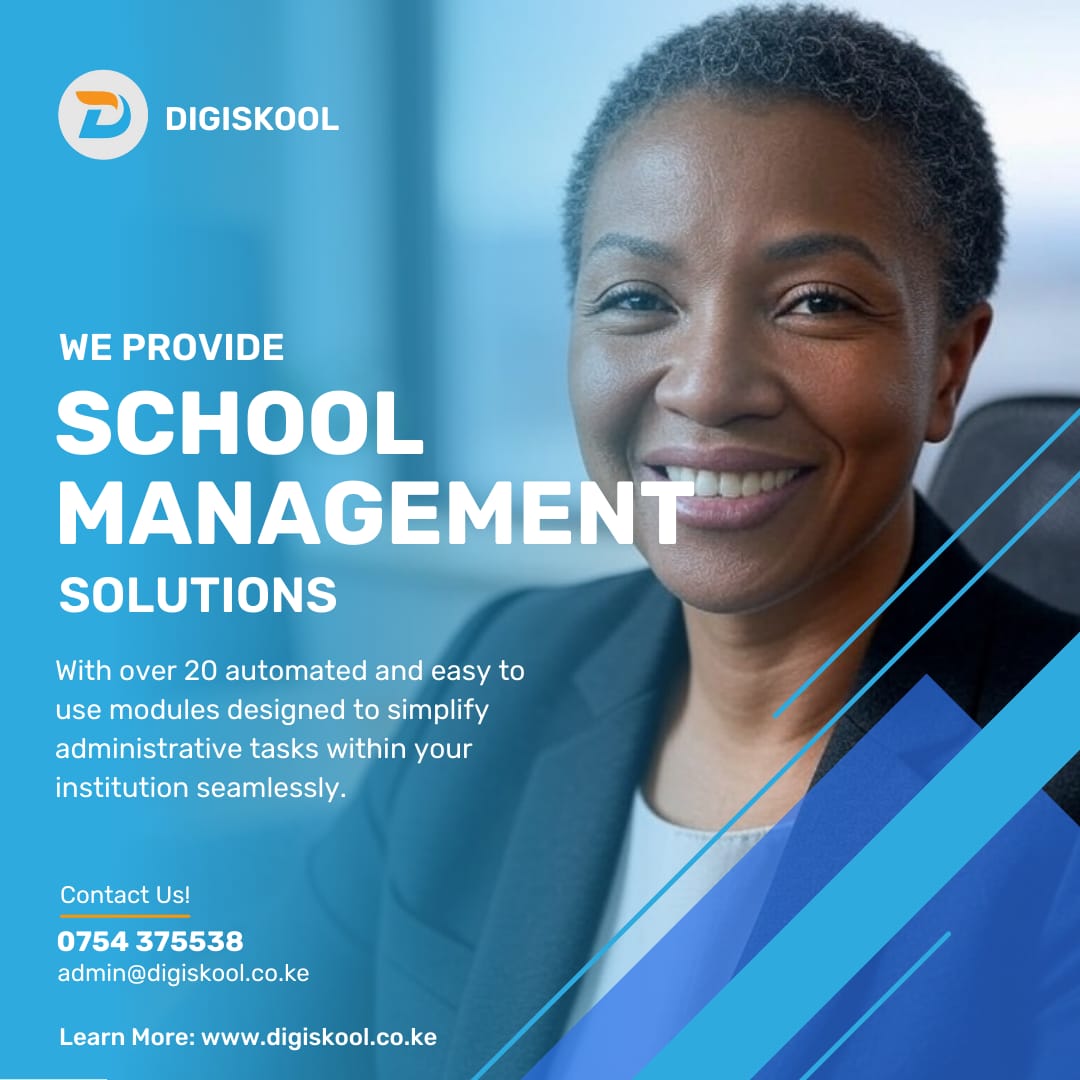 DIGISKOOL
WE PROVIDE
SCHOOL
MANAGEMENT
SOLUTIONS
With over 20 automated and easy to
use modules designed to simplify
administrative tasks within your
institution seamlessly.
Contact Us!
0754 375538
admin@digiskool.co.ke
Learn More: www.digiskool.co.ke